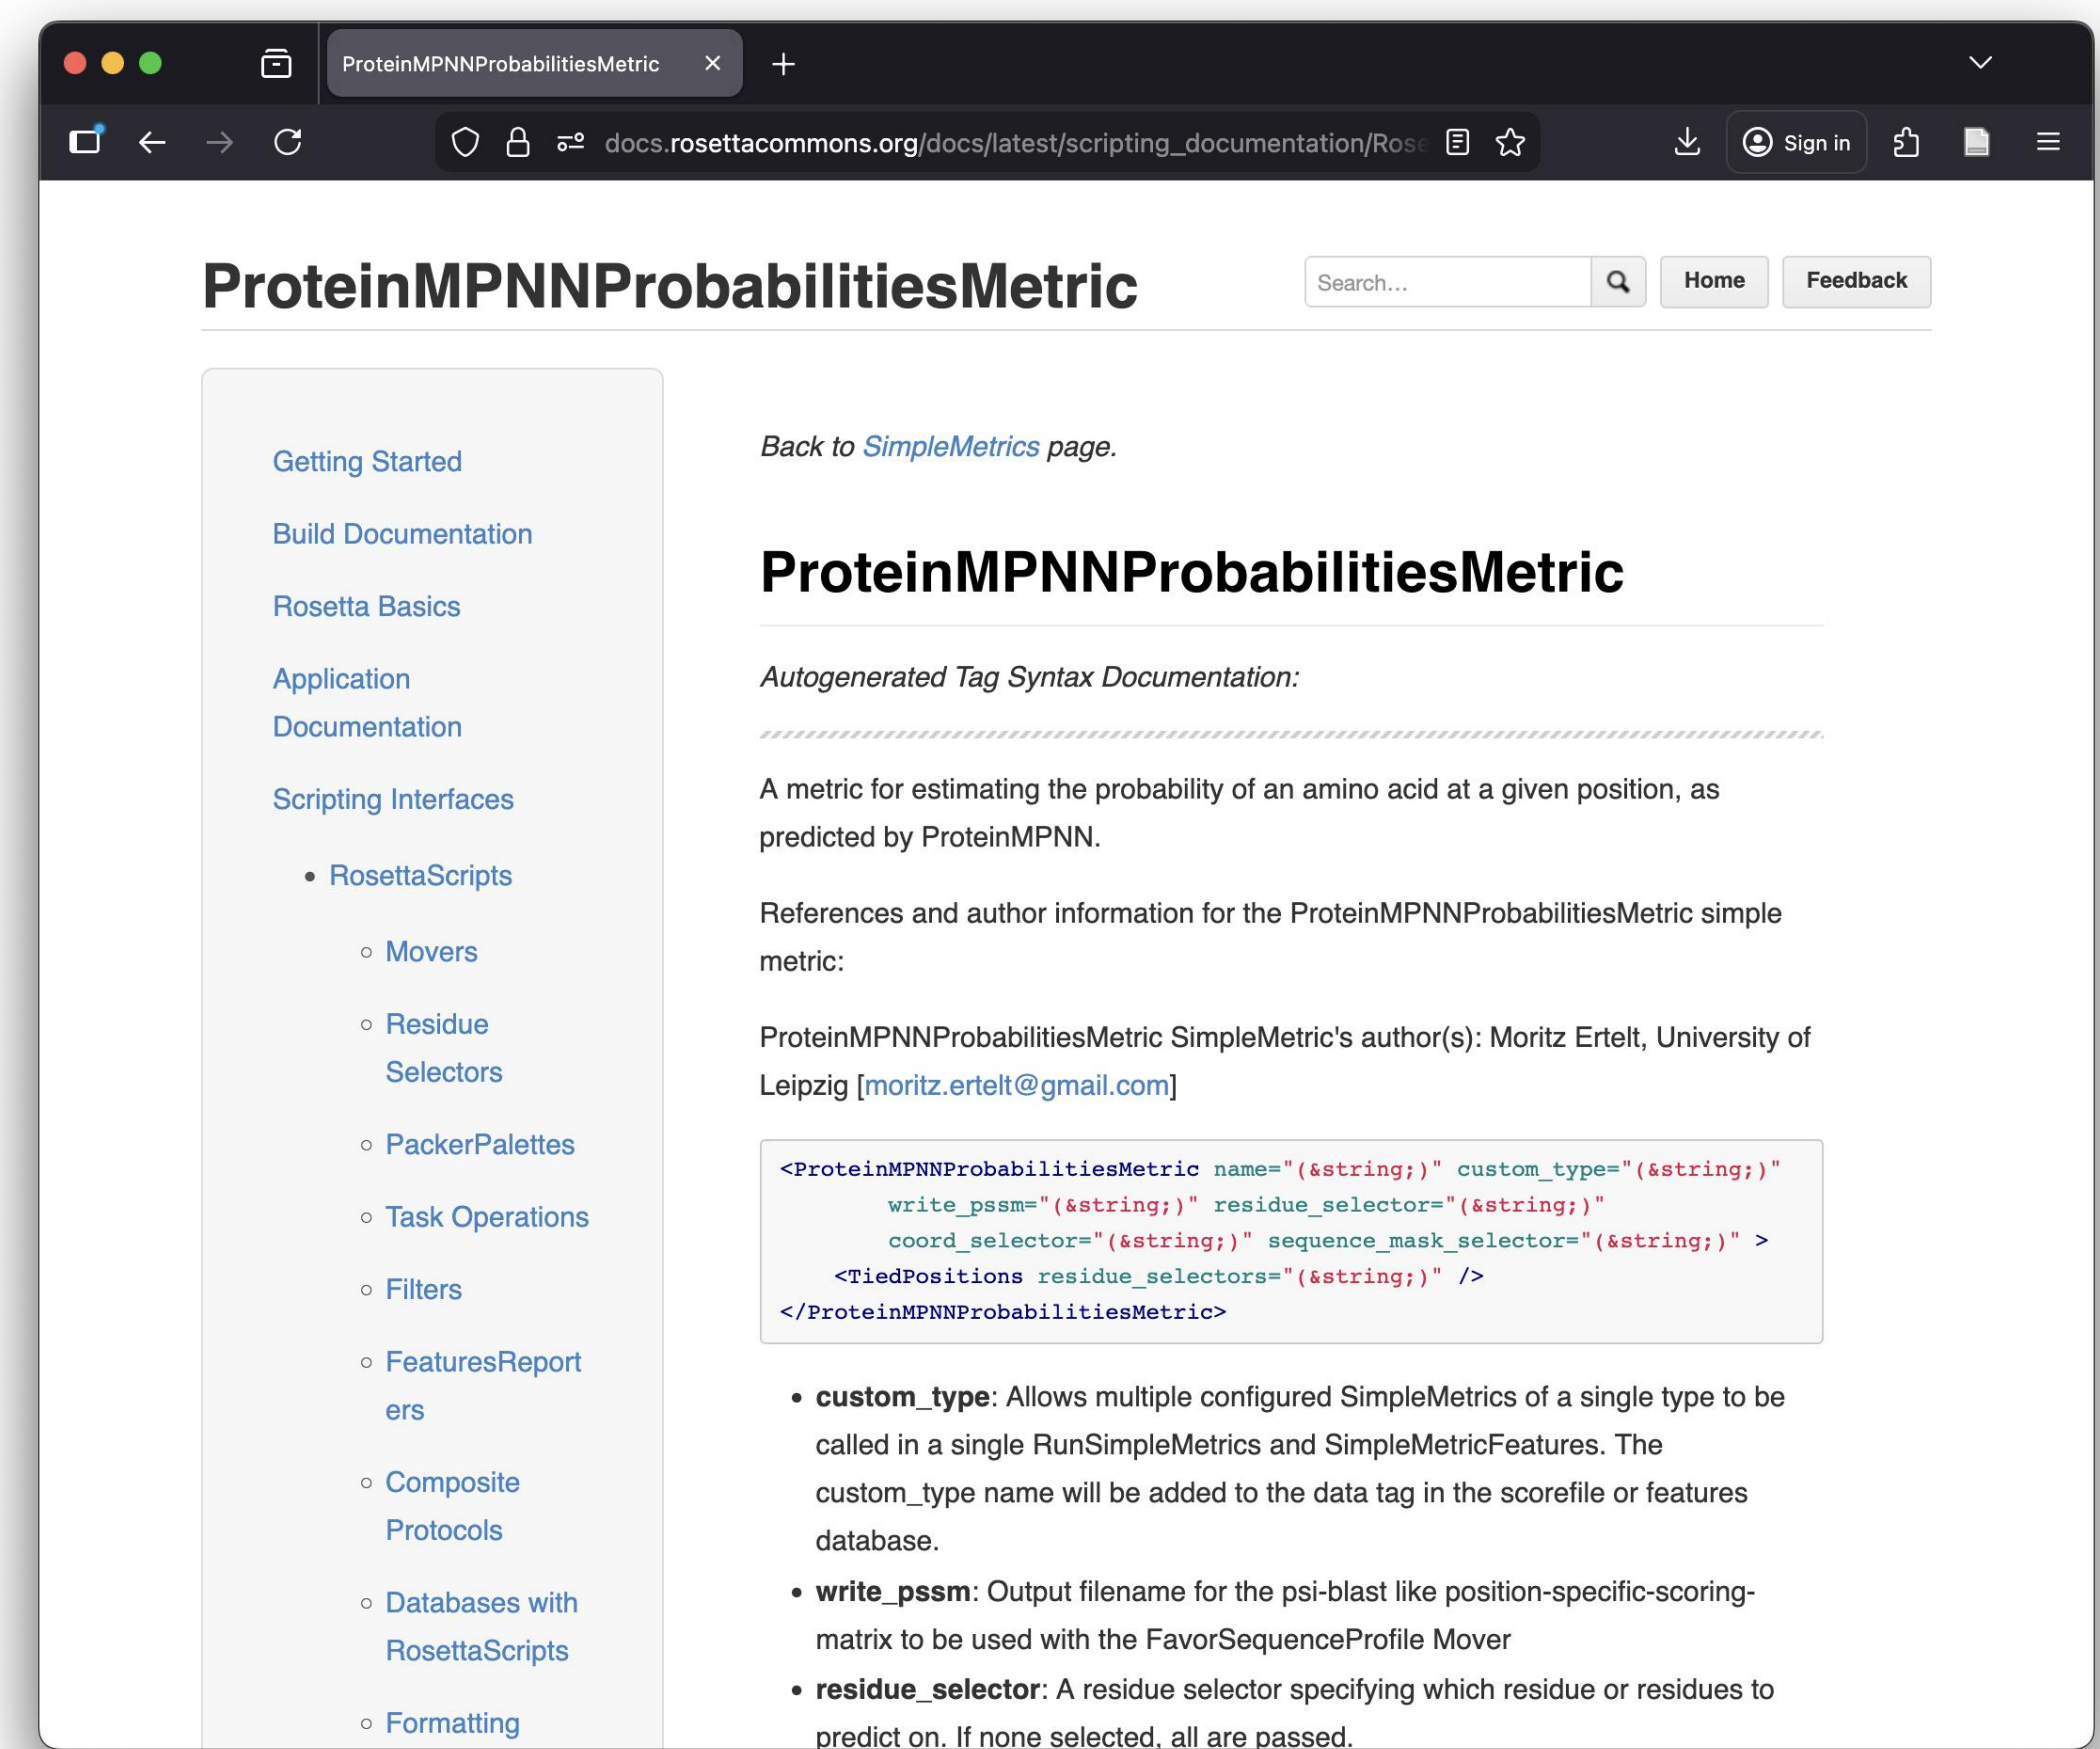 ProteinMPNNProbabilitiesMetric
docs.rosettacommons.org/docs/latest/scripting_documentation/Rose
Sign in
ProteinMPNNProbabilitiesMetric
Search...
Home
Feedback
Getting Started
Build Documentation
Rosetta Basics
Application
Documentation
Scripting Interfaces
RosettaScripts
Movers
Residue
Selectors
PackerPalettes
Task Operations
Filters
FeaturesReport
ers
Composite
Protocols
Databases with
RosettaScripts
Formatting
Back to SimpleMetrics page.
ProteinMPNNProbabilitiesMetric
Autogenerated Tag Syntax Documentation:
A metric for estimating the probability of an amino acid at a given position, as
predicted by ProteinMPNN.
References and author information for the ProteinMPNNProbabilitiesMetric simple
metric:
ProteinMPNNProbabilitiesMetric SimpleMetric's author(s): Moritz Ertelt, University of
Leipzig [moritz.ertelt@gmail.com]
<ProteinMPNNProbabilitiesMetric name="(&string;)" custom_type="(&string;)"
write_pssm="(&string;)" residue_selector="(&string;)"
coord_selector="(&string;)" sequence_mask_selector="(&string;)" >
<TiedPositions residue_selectors="(&string;)" />
</ProteinMPNNProbabilitiesMetric>
custom_type: Allows multiple configured SimpleMetrics of a single type to be
called in a single RunSimpleMetrics and SimpleMetricFeatures. The
custom_type name will be added to the data tag in the scorefile or features
database.
write_pssm: Output filename for the psi-blast like position-specific-scoring-
matrix to be used with the FavorSequenceProfile Mover
residue_selector: A residue selector specifying which residue or residues to
predict on. If none selected, all are passed.